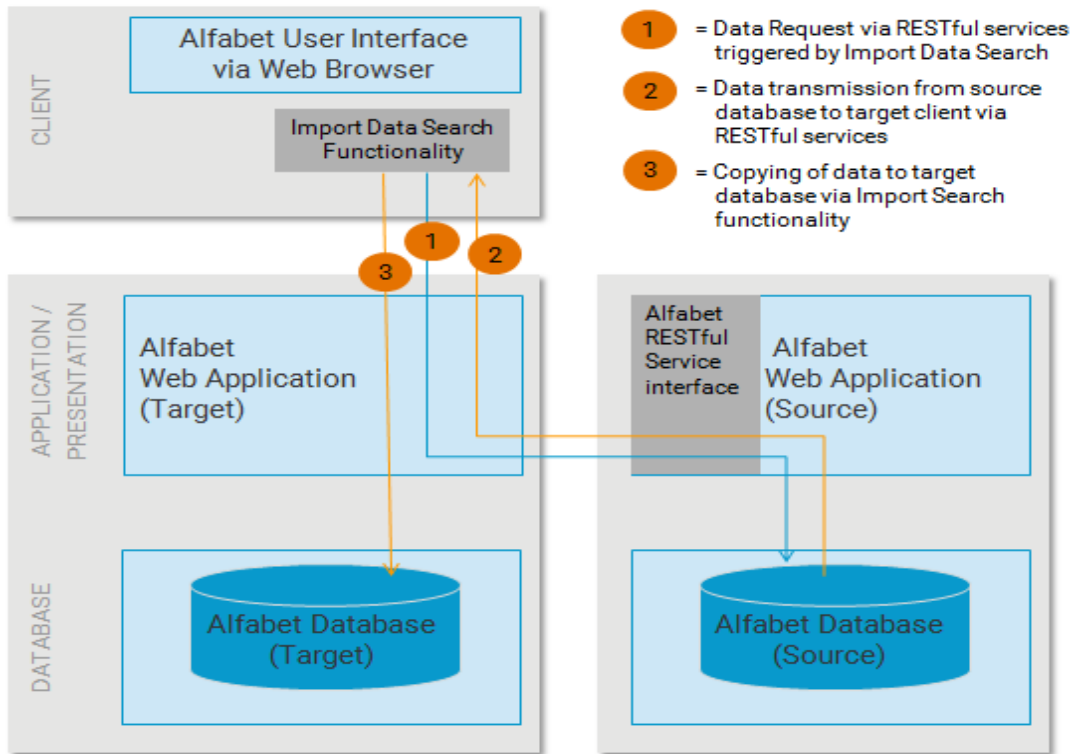 CLIENT
Alfabet User Interface
via Web Browser
Import Data Search
Functionality
1
= Data Request via RESTful services
triggered by Import Data Search
2
= Data transmission from source
database to target client via
RESTful services
3
= Copying of data to target
database via Import Search
functionality
1
2
3
APPLICATION /
PRESENTATION
Alfabet
Web Application
(Target)
Alfabet
RESTful
Service
interface
Alfabet
Web Application
(Source)
DATABASE
Alfabet Database
(Target)
Alfabet Database
(Source)